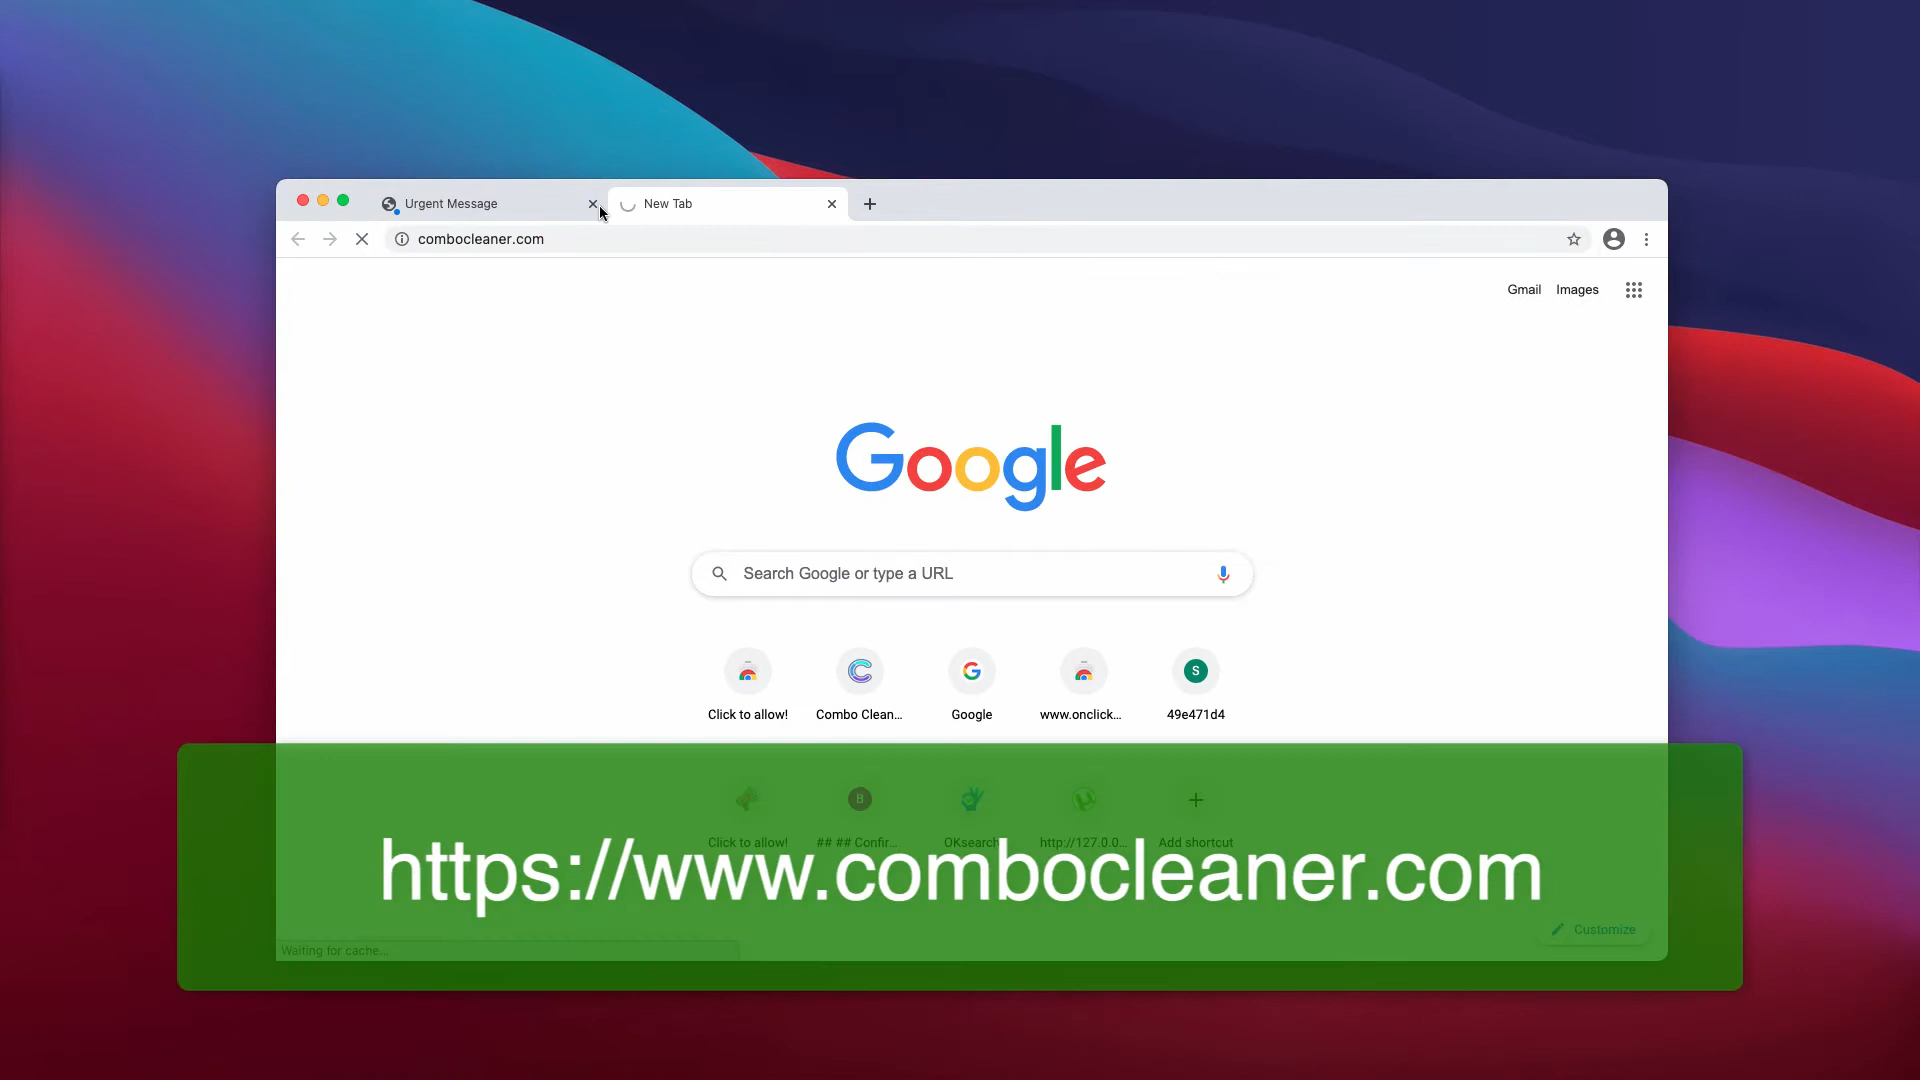 Urgent Message
New Tab
combocleaner.com
Gmail Images
Google
Search Google or type a URL
Click to allow! Combo Clean... Google www.onclick... 49e471d4
S
B
Click to allow! ## ## Confir... OKsearch http://127.0.0... Add shortcut
https://www.combocleaner.com
Customize
Waiting for cache...